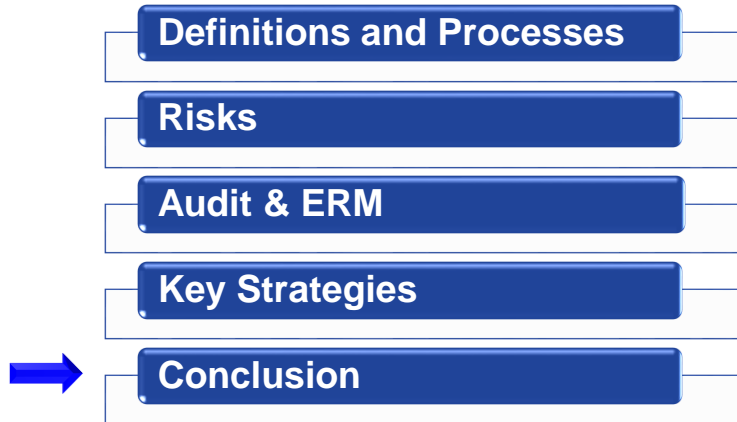 Definitions and Processes
Risks
Audit & ERM
Key Strategies
Conclusion